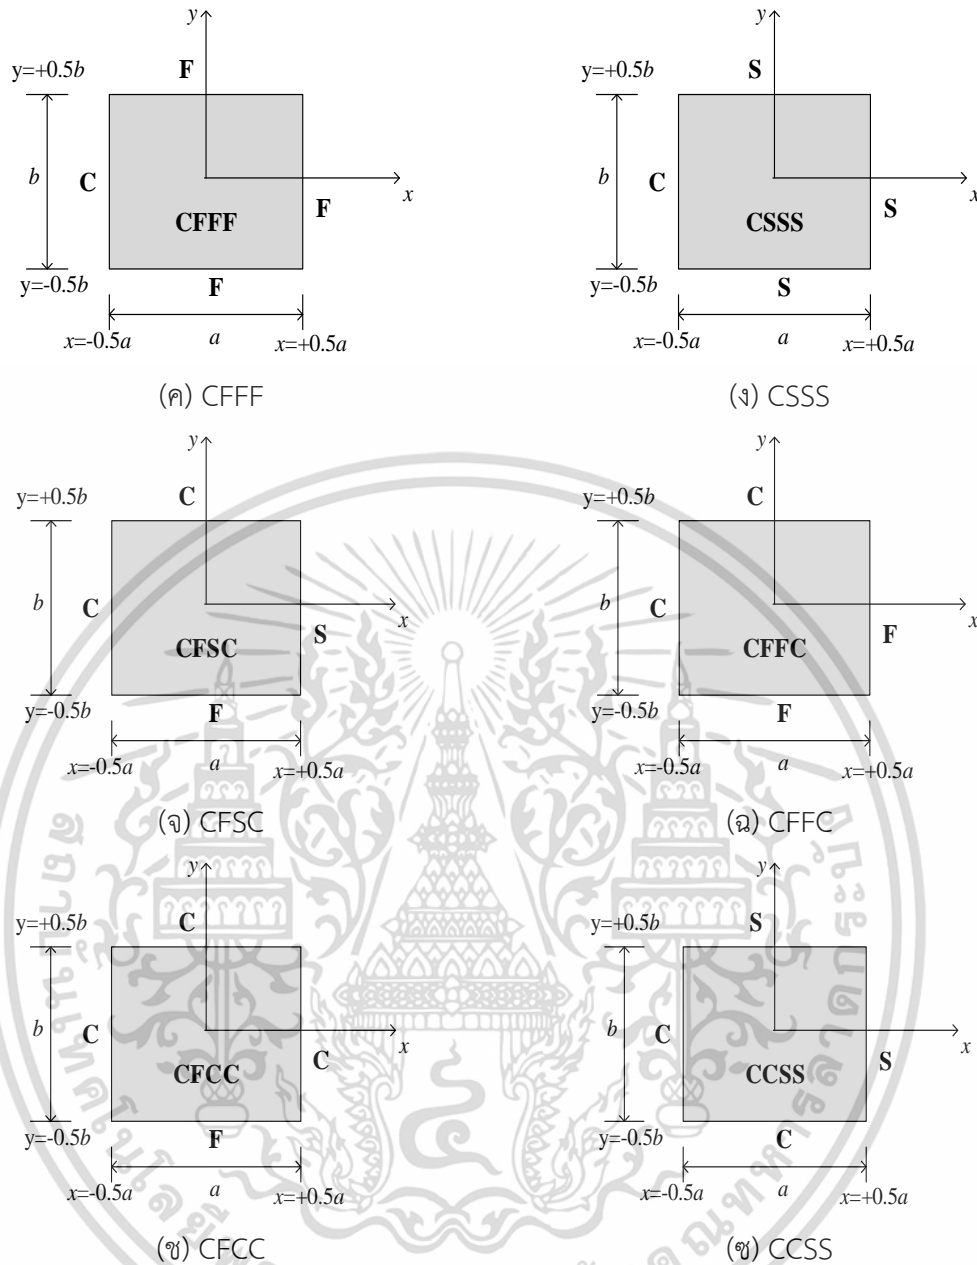 y
y=+0.5b
F
b
C
x
F
CFFF
y=-0.5b
F
x=-0.5a
a
x=+0.5a
(ค) CFFF
y
y=+0.5b
S
b
C
x
S
CSSS
y=-0.5b
S
x=-0.5a
a
x=+0.5a
(ง) CSSS
y
y=+0.5b
C
b
C
x
S
CFSC
y=-0.5b
F
x=-0.5a
a
x=+0.5a
(จ) CFSC
y
y=+0.5b
C
b
C
x
F
CFFC
y=-0.5b
F
x=-0.5a
a
x=+0.5a
(ฉ) CFFC
y
y=+0.5b
C
b
C
x
C
CFCC
y=-0.5b
F
x=-0.5a
a
x=+0.5a
(ช) CFCC
y
y=+0.5b
S
b
C
x
S
CCSS
y=-0.5b
C
x=-0.5a
a
x=+0.5a
(ซ) CCSS